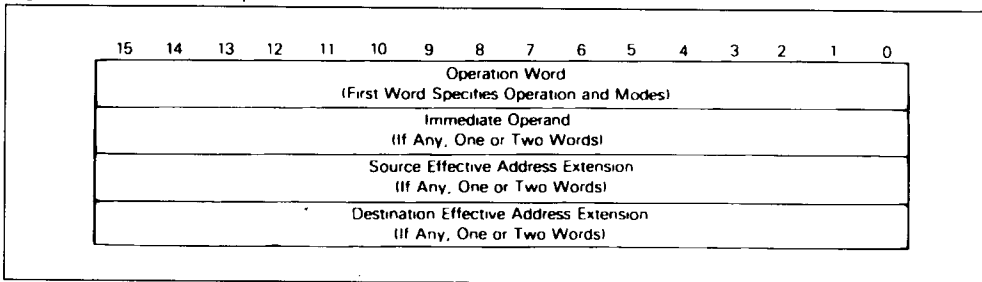 15 14 13 12 11 10 9 8 7 6 5 4 3 2 1 0
Operation Word
(First Word Specifies Operation and Modes)
Immediate Operand
(If Any, One or Two Words)
Source Effective Address Extension
(If Any, One or Two Words)
Destination Effective Address Extension
(If Any, One or Two Words)